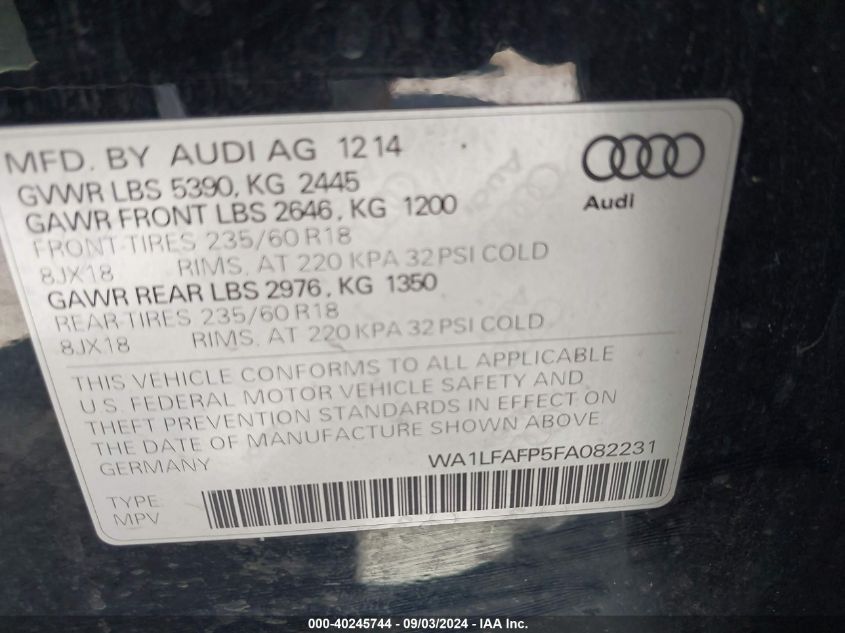 MFD. BY AUDI AG 1214
GVWR LBS 5390, KG 2445
GAWR FRONT LBS 2646, KG 1200
FRONT-TIRES 235/60 R18
8JX18 RIMS, AT 220 KPA 32 PSI COLD
GAWR REAR LBS 2976, KG 1350
REAR-TIRES 235/60 R18
8JX18 RIMS, AT 220 KPA 32 PSI COLD
Audi
THIS VEHICLE CONFORMS TO ALL APPLICABLE
U.S. FEDERAL MOTOR VEHICLE SAFETY AND
THEFT PREVENTION STANDARDS IN EFFECT ON
THE DATE OF MANUFACTURE SHOWN ABOVE.
GERMANY WA1LFAFP5FA082231
TYPE
MPV
000-40245744 - 09/03/2024 - IAA Inc.